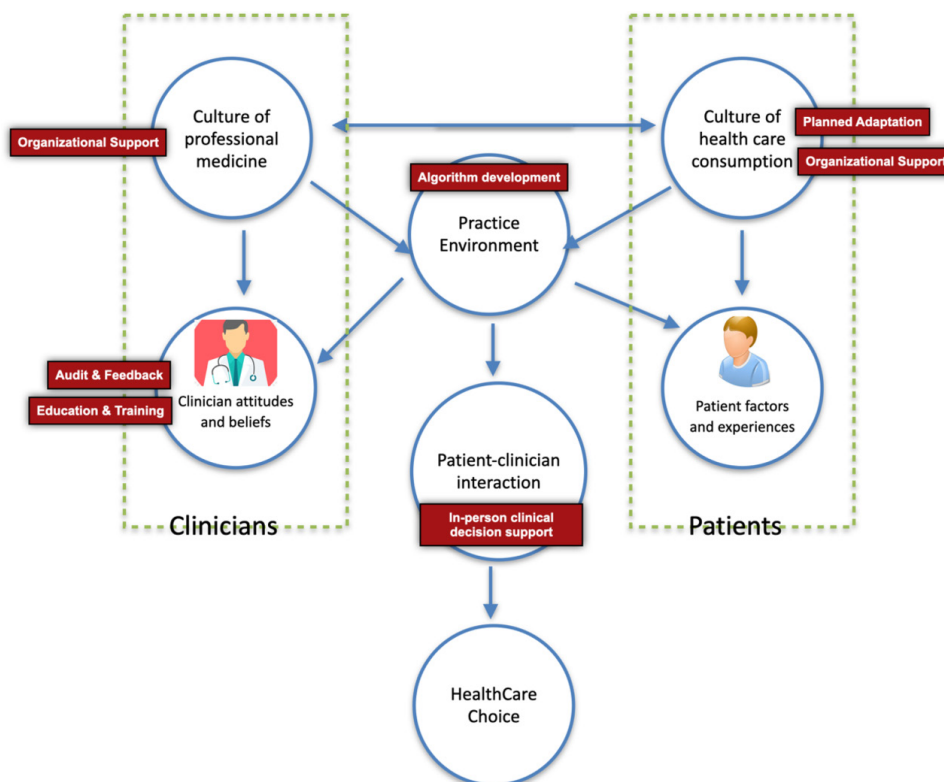 Culture of
professional
medicine
Organizational Support
Culture of
health care
consumption
Planned Adaptation
Organizational Support
Algorithm development
Practice
Environment
Audit & Feedback
Education & Training
Clinician attitudes
and beliefs
Patient factors
and experiences
Patient-clinician
interaction
In-person clinical
decision support
Clinicians
Patients
HealthCare
Choice